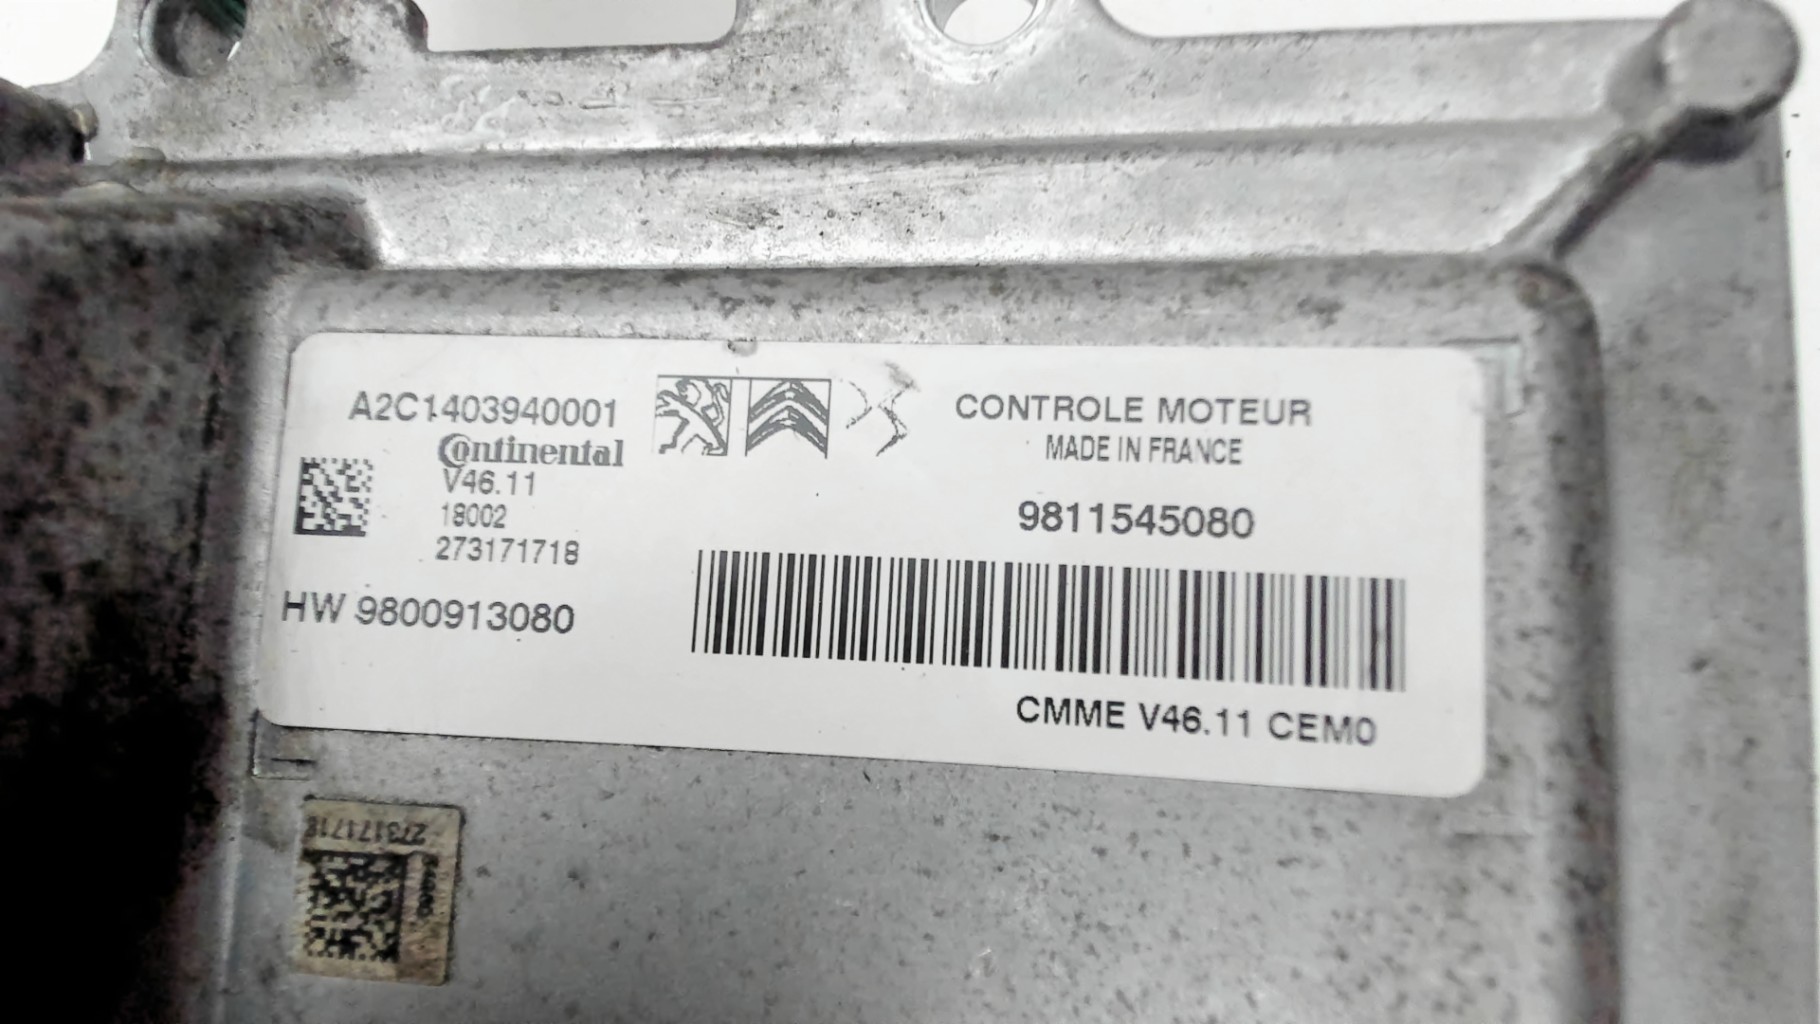 A2C1403940001
Continental
V46.11
18002
273171718
HW 9800913080
CONTROLE MOTEUR
MADE IN FRANCE
9811545080
CMME V46.11 CEM0
273171718